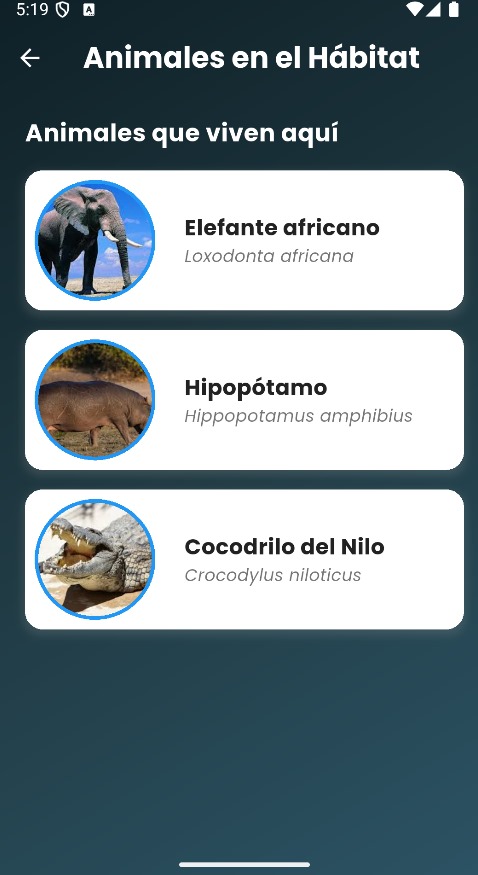 5:19
Animales en el Hábitat
Animales que viven aquí
Elefante africano
Loxodonta africana
Hipopótamo
Hippopotamus amphibius
Cocodrilo del Nilo
Crocodylus niloticus